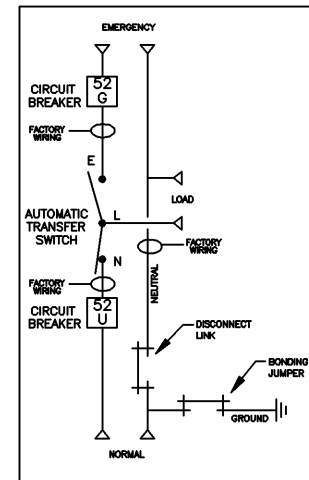 EMERGENCY
CIRCUIT
BREAKER
52
G
FACTORY
WIRING
E
LOAD
AUTOMATIC
TRANSFER
SWITCH
L
FACTORY
WIRING
N
FACTORY
WIRING
NEUTRAL
CIRCUIT
BREAKER
52
U
DISCONNECT
LINK
BONDING
JUMPER
GROUND
NORMAL